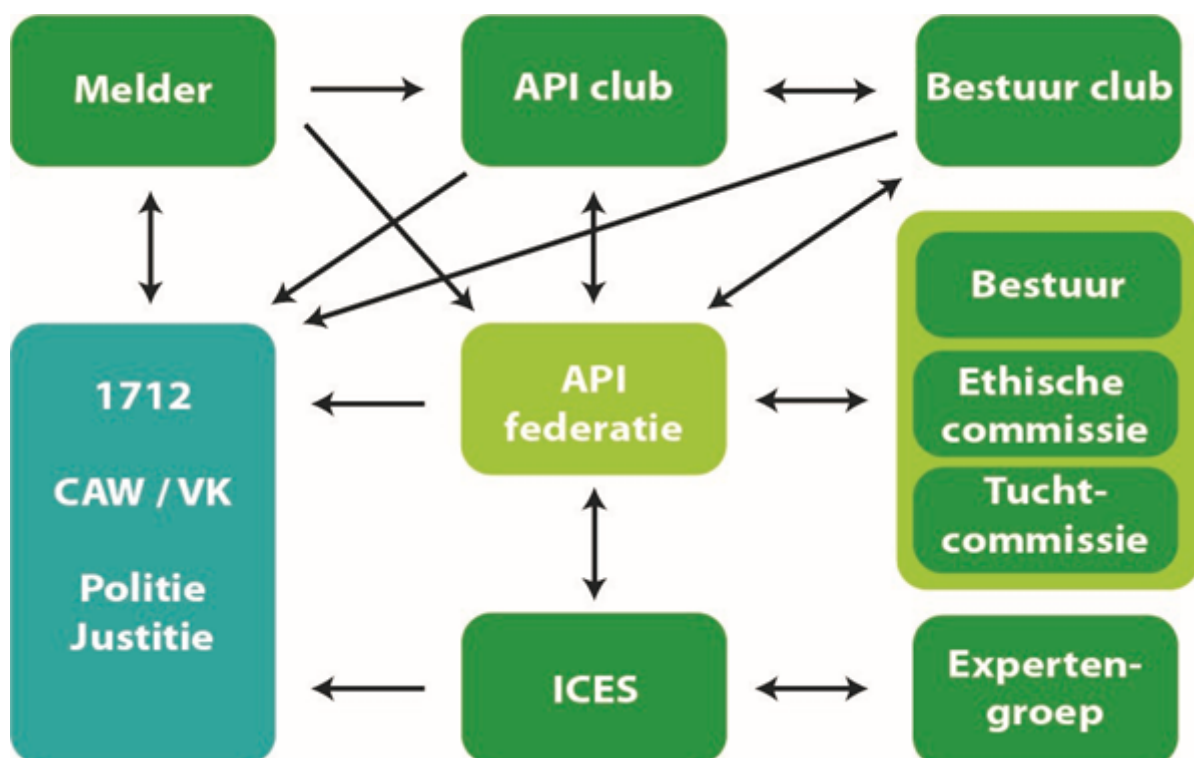 Melder
API club
Bestuur club
1712
CAW / VK
Politie
Justitie
API
federatie
Bestuur
Ethische
commissie
Tucht-
commissie
ICES
Experten-
groep